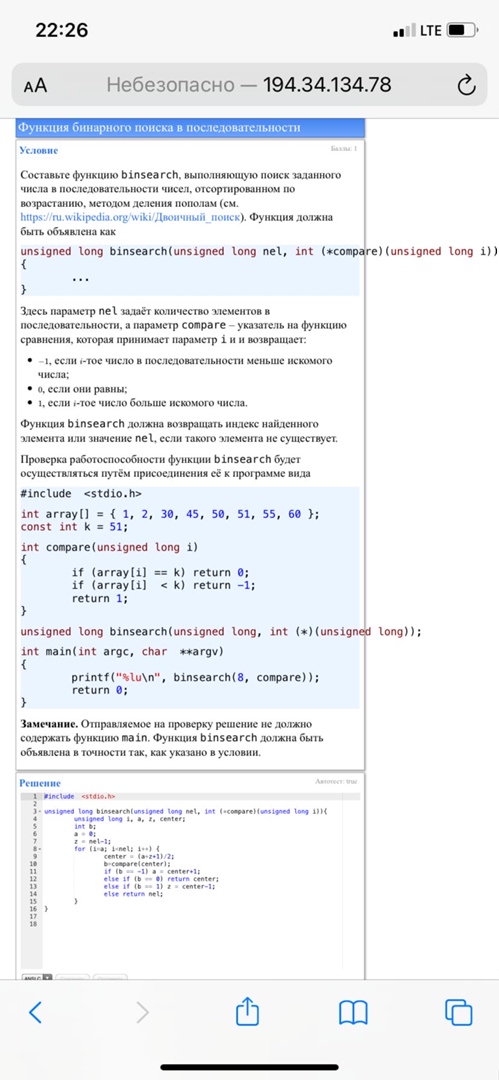 22:26
LTE
AA
Небезопасно — 194.34.134.78
Функция бинарного поиска в последовательности
Условие
Баллы: 1
Составьте функцию binsearch, выполняющую поиск заданного
числа в последовательности чисел, отсортированном по
возрастанию, методом деления пополам (см.
https://ru.wikipedia.org/wiki/Двоичный_поиск). Функция должна
быть объявлена как
unsigned long binsearch(unsigned long nel, int (*compare)(unsigned long i))
{
...
}
Здесь параметр nel задаёт количество элементов в
последовательности, а параметр compare – указатель на функцию
сравнения, которая принимает параметр i и и возвращает:
• −1, если i-тое число в последовательности меньше искомого
числа;
• 0, если они равны;
• 1, если i-тое число больше искомого числа.
Функция binsearch должна возвращать индекс найденного
элемента или значение nel, если такого элемента не существует.
Проверка работоспособности функции binsearch будет
осуществляться путём присоединения её к программе вида
#include  <stdio.h>
int array[] = { 1, 2, 30, 45, 50, 51, 55, 60 };
const int k = 51;
int compare(unsigned long i)
{
if (array[i] == k) return 0;
if (array[i]  < k) return -1;
return 1;
}
unsigned long binsearch(unsigned long, int (*)(unsigned long));
int main(int argc, char  **argv)
{
printf("%lu\n", binsearch(8, compare));
return 0;
}
Замечание. Отправляемое на проверку решение не должно
содержать функцию main. Функция binsearch должна быть
объявлена в точности так, как указано в условии.
Решение
Автотест: true
1 #include  <stdio.h>
2
3 unsigned long binsearch(unsigned long nel, int (*compare)(unsigned long i)){
4 unsigned long i, a, z, center;
5 int b;
6 a = 0;
7 z = nel-1;
8 for (i=a; i<nel; i++) {
9 center = (a+z+1)/2;
10 b=compare(center);
11 if (b == -1) a = center+1;
12 else if (b == 0) return center;
13 else if (b == 1) z = center-1;
14 else return nel;
15 }
16 }
17
18